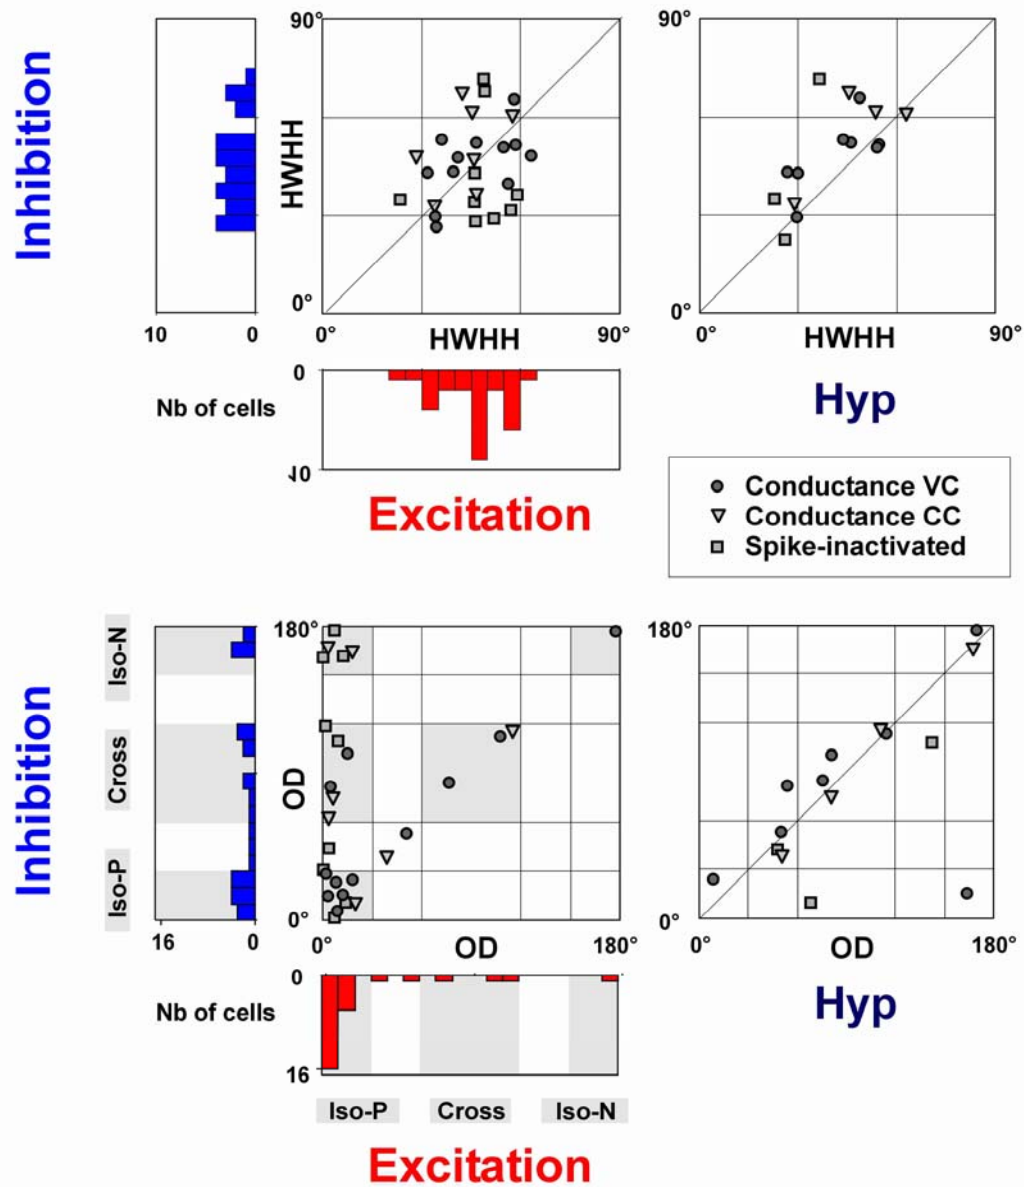 Inhibition
90°
HWHH
0°
10
0
0°
HWHH
90°
90°
0°
0°
HWHH
90°
Hyp
Nb of cells
0
10
Excitation
Conductance VC
Conductance CC
Spike-inactivated
Inhibition
Iso-N
Cross
Iso-P
16
0
180°
OD
0°
0°
OD
180°
180°
0°
0°
OD
180°
Hyp
Nb of cells
0
16
Iso-P
Cross
Iso-N
Excitation